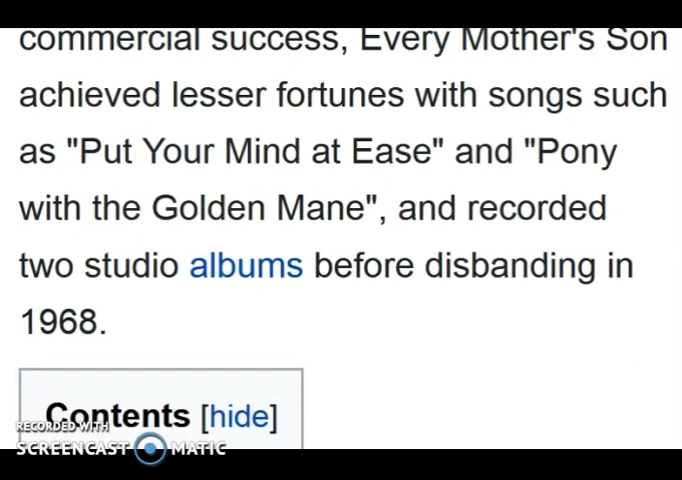 commercial success, Every Mother's Son
achieved lesser fortunes with songs such
as "Put Your Mind at Ease" and "Pony
with the Golden Mane", and recorded
two studio albums before disbanding in
1968.
Contents [hide]
RECORDED WITH
SCREENCAST MATIC